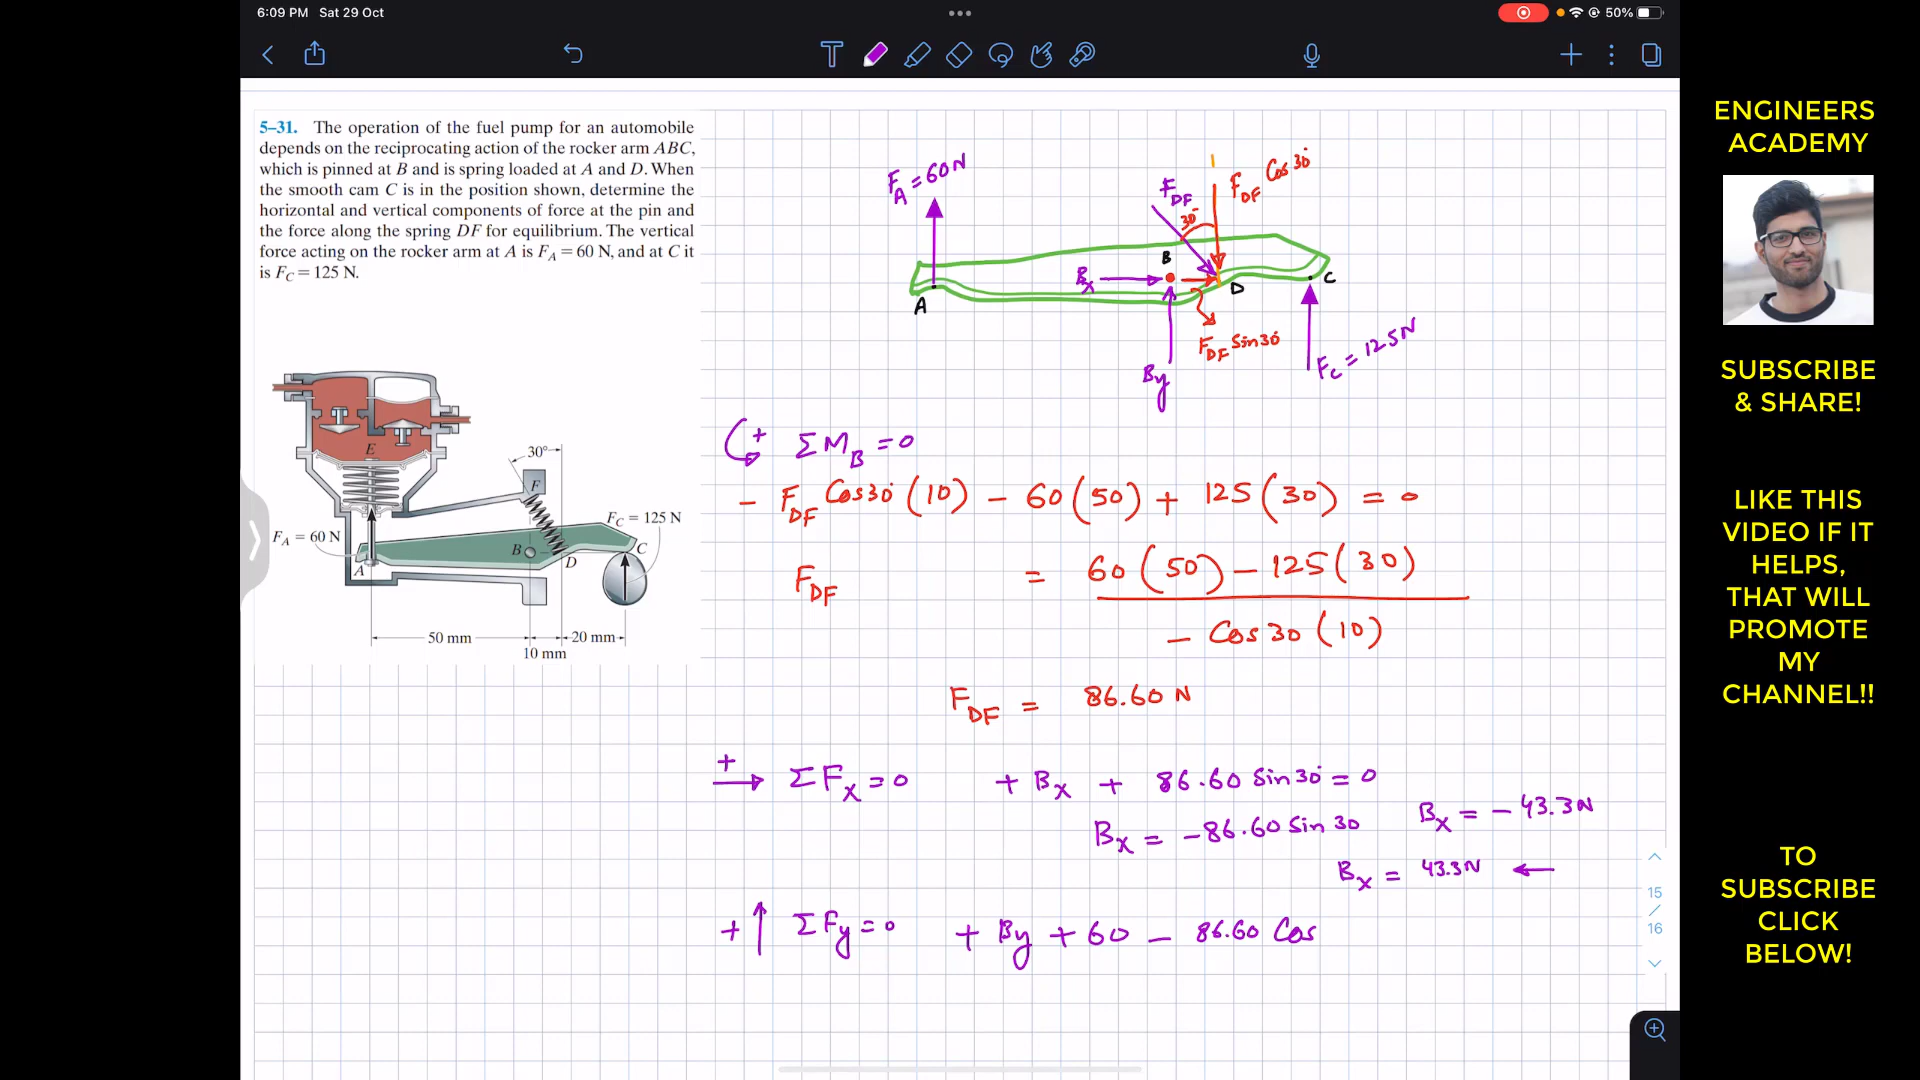 6:09 PM Sat 29 Oct
50%
5–31. The operation of the fuel pump for an automobile
depends on the reciprocating action of the rocker arm ABC,
which is pinned at B and is spring loaded at A and D. When
the smooth cam C is in the position shown, determine the
horizontal and vertical components of force at the pin and
the force along the spring DF for equilibrium. The vertical
force acting on the rocker arm at A is FA = 60 N, and at C it
is FC = 125 N.
E
30°
F
FC = 125 N
FA = 60 N
B
C
A
D
50 mm
20 mm
10 mm
FA = 60N
FDF
30°
FDF Cos30°
B
Bx
D
C
A
FDF Sin30°
By
Fc = 125N
+ ΣMB = 0
- FDF Cos30° (10) - 60 (50) + 125 (30) = 0
FDF = 60 (50) - 125 (30)
- Cos30 (10)
FDF = 86.60 N
+ ΣFx = 0 + Bx + 86.60 Sin30° = 0
Bx = -86.60 Sin30 Bx = - 43.3N
Bx = 43.3N ←
+↑ ΣFy = 0 + By + 60 - 86.60 Cos
15
/
16
ENGINEERS
ACADEMY
SUBSCRIBE
& SHARE!
LIKE THIS
VIDEO IF IT
HELPS,
THAT WILL
PROMOTE
MY
CHANNEL!!
TO
SUBSCRIBE
CLICK
BELOW!